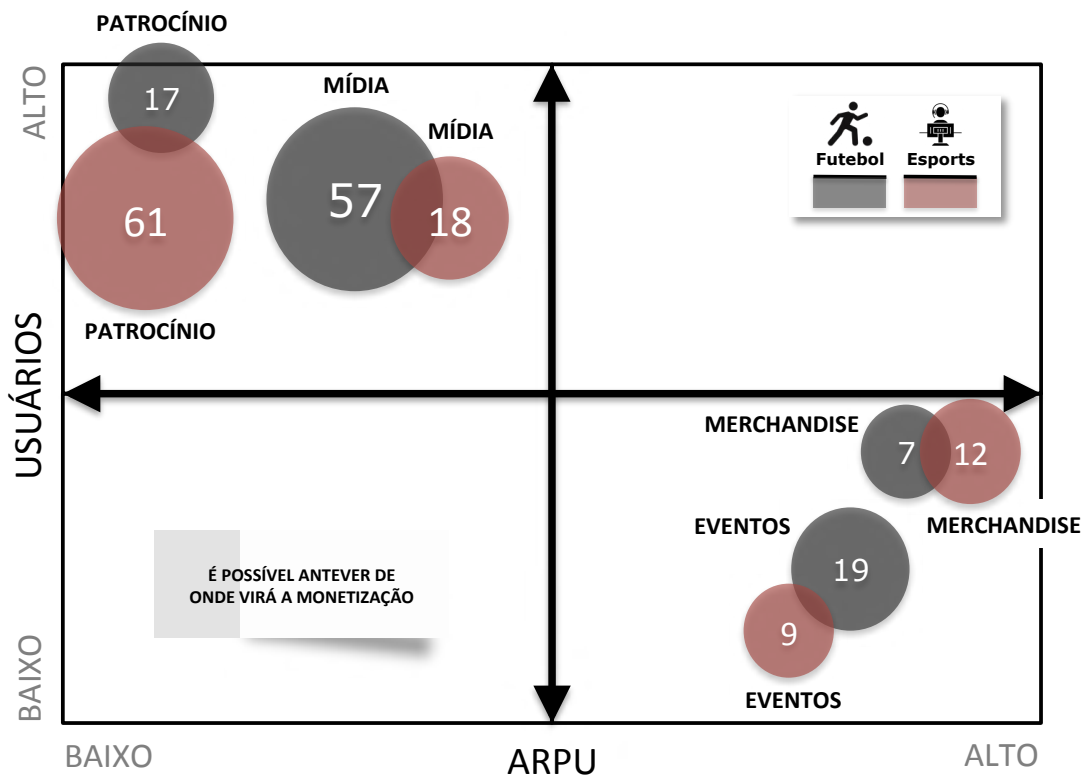 PATROCÍNIO
17
ALTO
MÍDIA
57
MÍDIA
18
61
PATROCÍNIO
Futebol
Esports
USUÁRIOS
MERCHANDISE
7
12
MERCHANDISE
EVENTOS
19
9
EVENTOS
É POSSÍVEL ANTEVER DE
ONDE VIRÁ A MONETIZAÇÃO
BAIXO
BAIXO
ARPU
ALTO